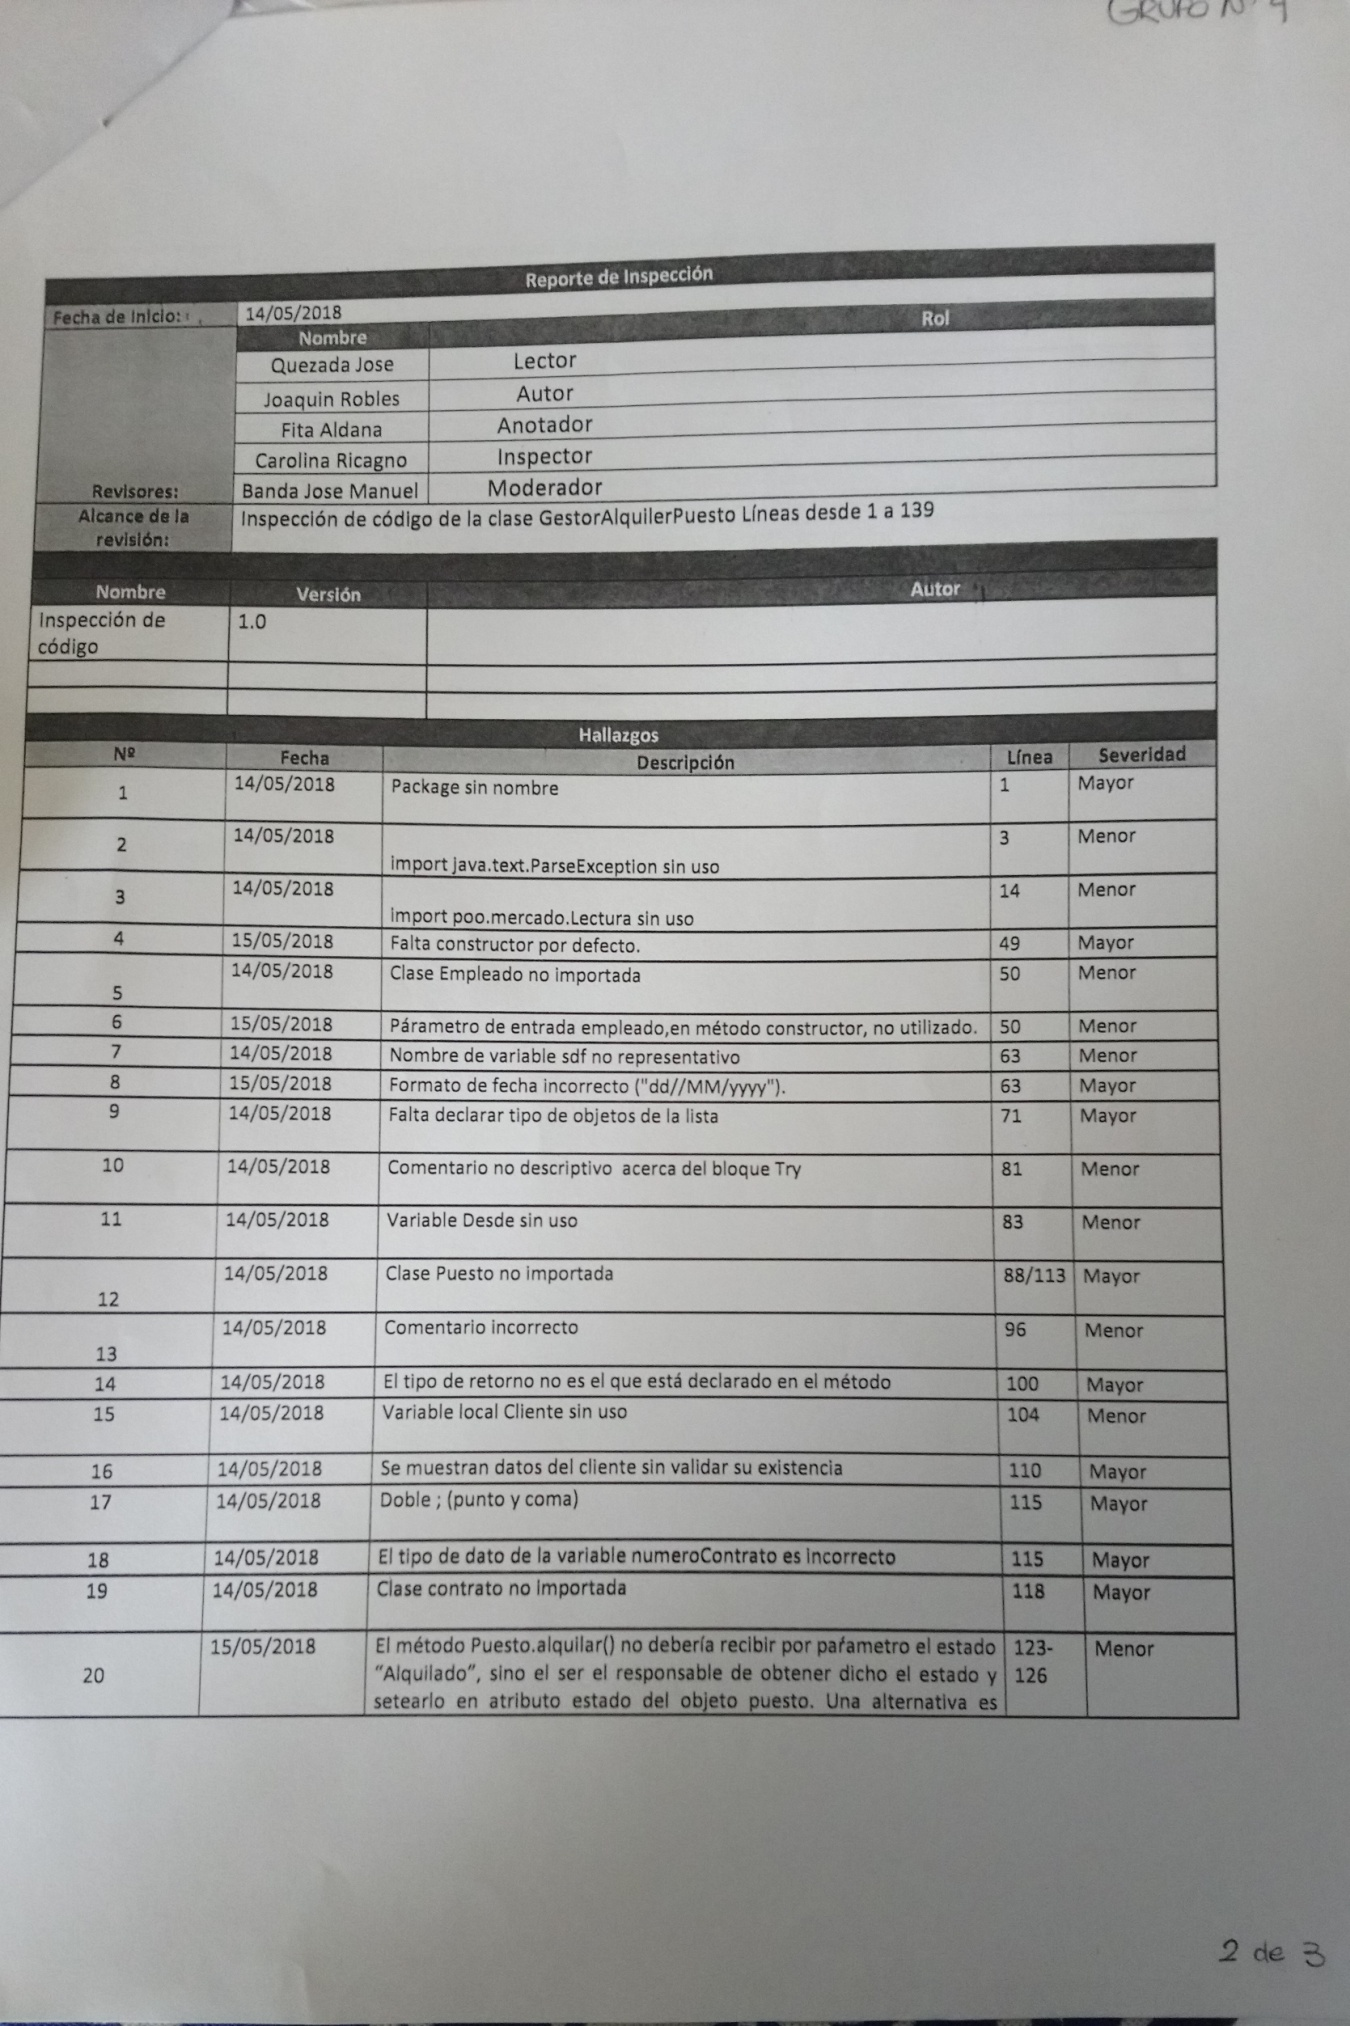 GRUPO N° 4
Reporte de Inspección
Fecha de Inicio: 14/05/2018
Nombre Rol
Quezada Jose Lector
Joaquin Robles Autor
Fita Aldana Anotador
Carolina Ricagno Inspector
Revisores: Banda Jose Manuel Moderador
Alcance de la revisión: Inspección de código de la clase GestorAlquilerPuesto Líneas desde 1 a 139
Nombre Versión Autor
Inspección de código 1.0
Hallazgos
Nº Fecha Descripción Línea Severidad
1 14/05/2018 Package sin nombre 1 Mayor
2 14/05/2018 import java.text.ParseException sin uso 3 Menor
3 14/05/2018 import poo.mercado.Lectura sin uso 14 Menor
4 15/05/2018 Falta constructor por defecto. 49 Mayor
5 14/05/2018 Clase Empleado no importada 50 Menor
6 15/05/2018 Párametro de entrada empleado,en método constructor, no utilizado. 50 Menor
7 14/05/2018 Nombre de variable sdf no representativo 63 Menor
8 15/05/2018 Formato de fecha incorrecto ("dd//MM/yyyy"). 63 Mayor
9 14/05/2018 Falta declarar tipo de objetos de la lista 71 Mayor
10 14/05/2018 Comentario no descriptivo acerca del bloque Try 81 Menor
11 14/05/2018 Variable Desde sin uso 83 Menor
12 14/05/2018 Clase Puesto no importada 88/113 Mayor
13 14/05/2018 Comentario incorrecto 96 Menor
14 14/05/2018 El tipo de retorno no es el que está declarado en el método 100 Mayor
15 14/05/2018 Variable local Cliente sin uso 104 Menor
16 14/05/2018 Se muestran datos del cliente sin validar su existencia 110 Mayor
17 14/05/2018 Doble ; (punto y coma) 115 Mayor
18 14/05/2018 El tipo de dato de la variable numeroContrato es incorrecto 115 Mayor
19 14/05/2018 Clase contrato no importada 118 Mayor
20 15/05/2018 El método Puesto.alquilar() no debería recibir por parámetro el estado 123- Menor
"Alquilado", sino el ser el responsable de obtener dicho el estado y 126
setearlo en atributo estado del objeto puesto. Una alternativa es
2 de 3